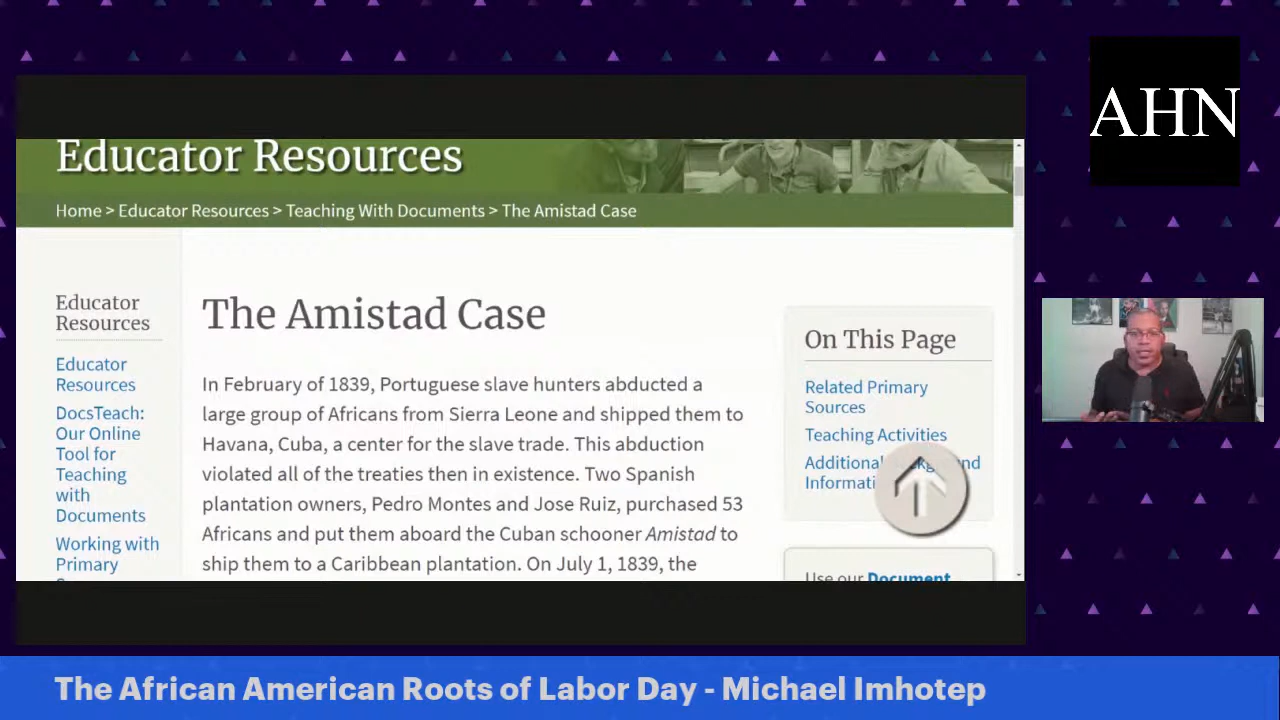 AHN
Educator Resources
Home > Educator Resources > Teaching With Documents > The Amistad Case
Educator
Resources
Educator
Resources
DocsTeach:
Our Online
Tool for
Teaching
with
Documents
Working with
Primary
The Amistad Case
In February of 1839, Portuguese slave hunters abducted a
large group of Africans from Sierra Leone and shipped them to
Havana, Cuba, a center for the slave trade. This abduction
violated all of the treaties then in existence. Two Spanish
plantation owners, Pedro Montes and Jose Ruiz, purchased 53
Africans and put them aboard the Cuban schooner Amistad to
ship them to a Caribbean plantation. On July 1, 1839, the
On This Page
Related Primary
Sources
Teaching Activities
Additional
Use our Document
The African American Roots of Labor Day - Michael Imhotep